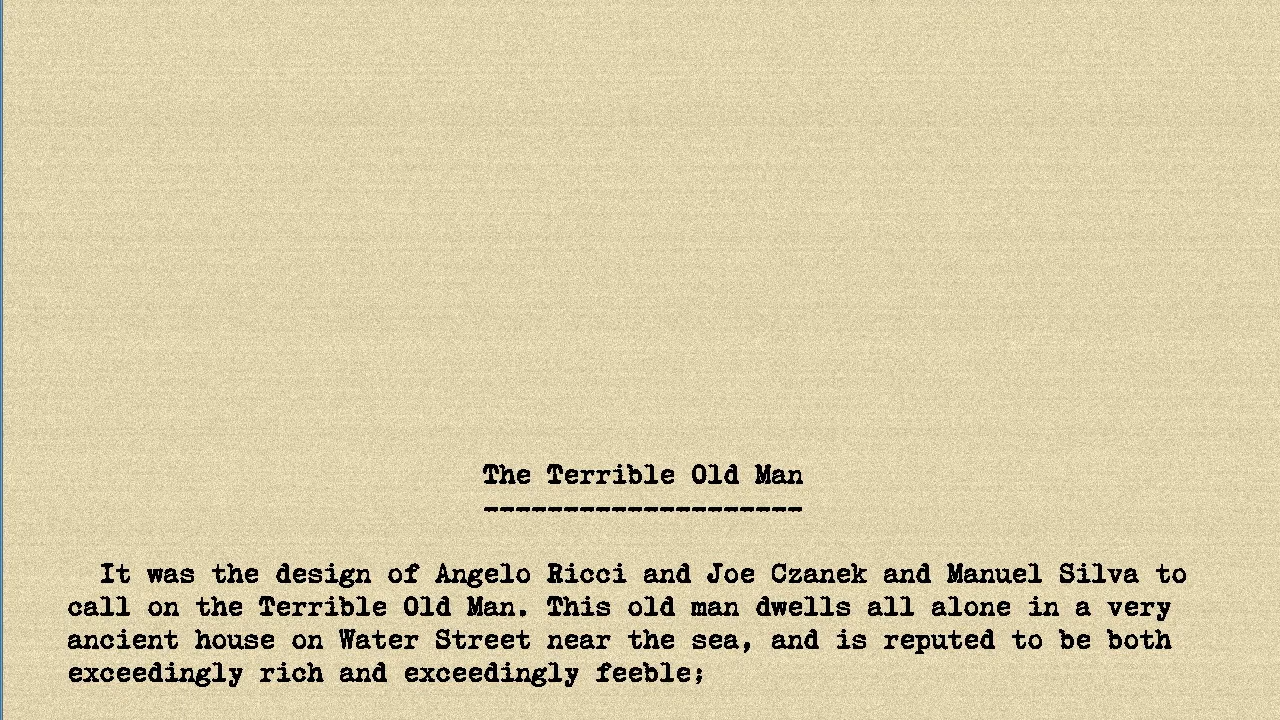 The Terrible Old Man
--------------------
It was the design of Angelo Ricci and Joe Czanek and Manuel Silva to
call on the Terrible Old Man. This old man dwells all alone in a very
ancient house on Water Street near the sea, and is reputed to be both
exceedingly rich and exceedingly feeble;